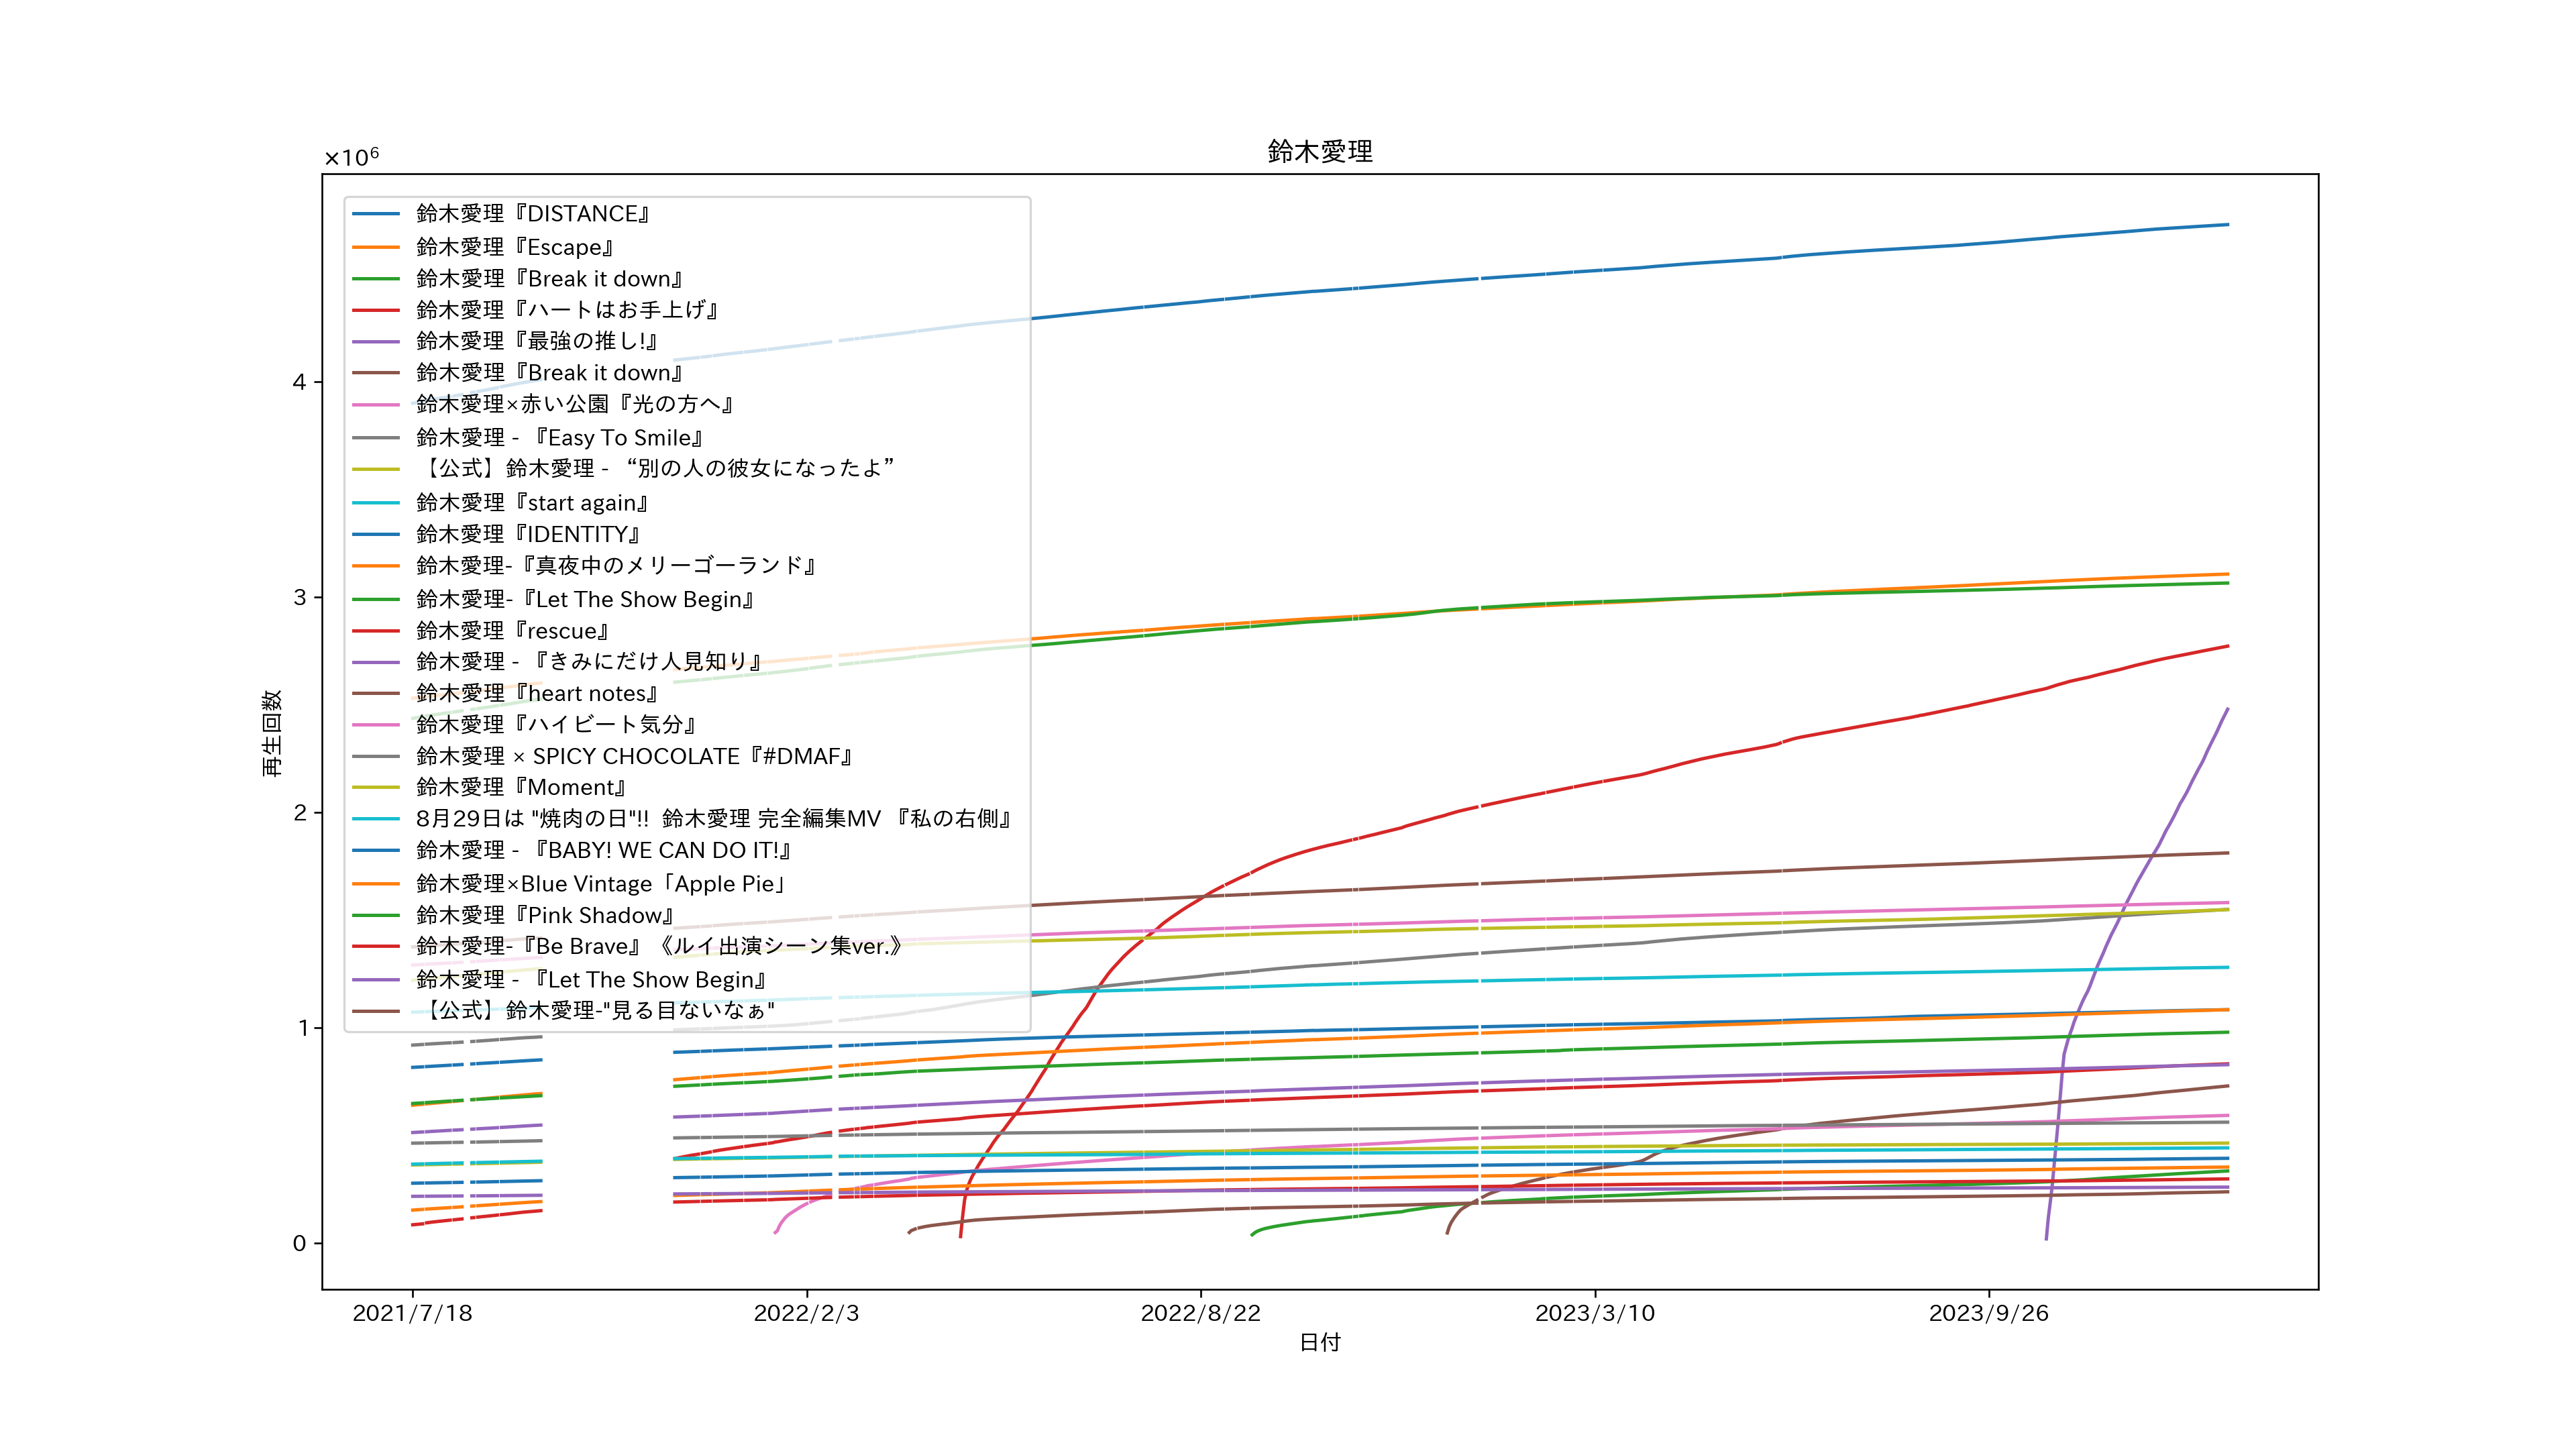 鈴木愛理
×10⁶
鈴木愛理『DISTANCE』
鈴木愛理『Escape』
鈴木愛理『Break it down』
鈴木愛理『ハートはお手上げ』
鈴木愛理『最強の推し!』
鈴木愛理『Break it down』
鈴木愛理×赤い公園『光の方へ』
鈴木愛理 - 『Easy To Smile』
【公式】鈴木愛理 - “別の人の彼女になったよ”
鈴木愛理『start again』
鈴木愛理『IDENTITY』
鈴木愛理-『真夜中のメリーゴーランド』
鈴木愛理-『Let The Show Begin』
鈴木愛理『rescue』
鈴木愛理 - 『きみにだけ人見知り』
鈴木愛理『heart notes』
鈴木愛理『ハイビート気分』
鈴木愛理 × SPICY CHOCOLATE『#DMAF』
鈴木愛理『Moment』
8月29日は "焼肉の日"!! 鈴木愛理 完全編集MV 『私の右側』
鈴木愛理 - 『BABY! WE CAN DO IT!』
鈴木愛理×Blue Vintage「Apple Pie」
鈴木愛理『Pink Shadow』
鈴木愛理-『Be Brave』《ルイ出演シーン集ver.》
鈴木愛理 - 『Let The Show Begin』
【公式】鈴木愛理-"見る目ないなぁ"
4
3
2
1
0
再生回数
2021/7/18
2022/2/3
2022/8/22
2023/3/10
2023/9/26
日付